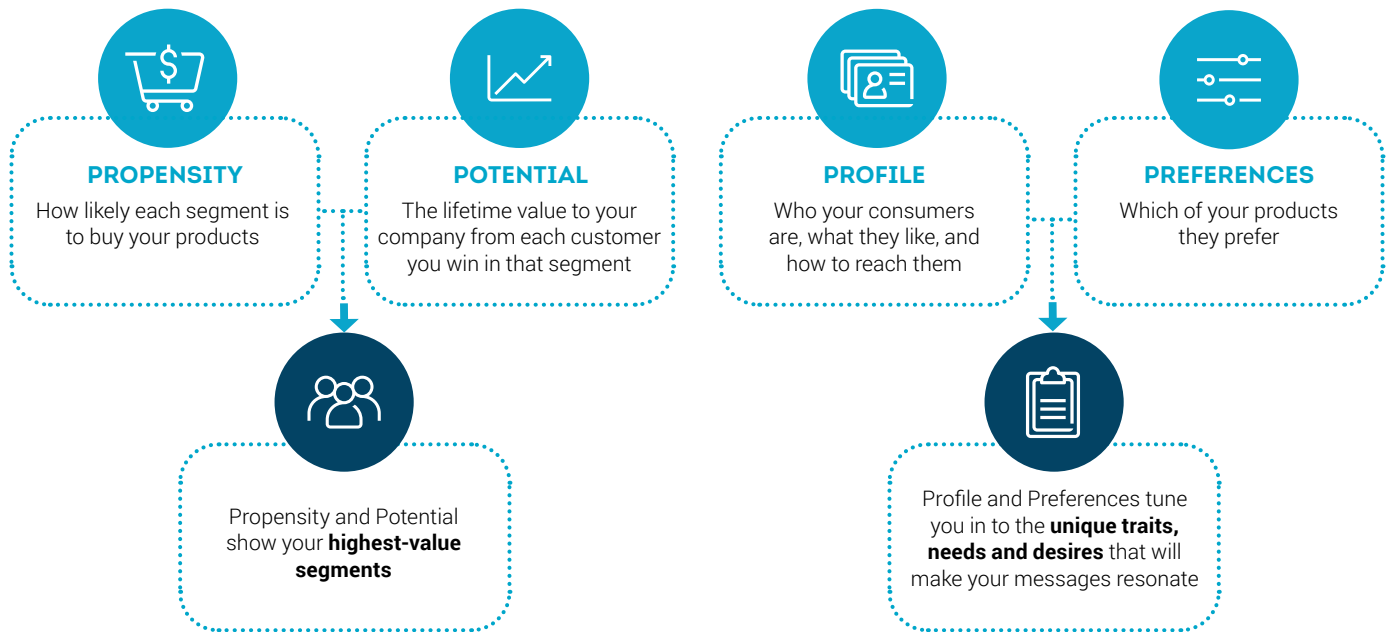 $
PROPENSITY
How likely each segment is
to buy your products
POTENTIAL
The lifetime value to your
company from each customer
you win in that segment
PROFILE
Who your consumers
are, what they like, and
how to reach them
PREFERENCES
Which of your products
they prefer
Propensity and Potential
show your highest-value
segments
Profile and Preferences tune
you in to the unique traits,
needs and desires that will
make your messages resonate